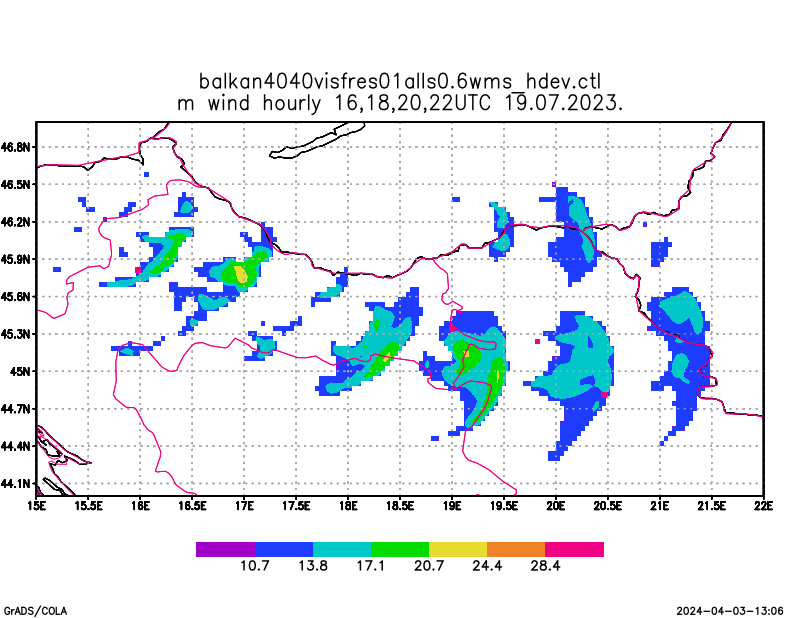 balkan4040visfres01alls0.6wms_hdev.ctl
m wind hourly 16,18,20,22UTC 19.07.2023.
46.8N
46.5N
46.2N
45.9N
45.6N
45.3N
45N
44.7N
44.4N
44.1N
15E 15.5E 16E 16.5E 17E 17.5E 18E 18.5E 19E 19.5E 20E 20.5E 21E 21.5E 22E
10.7 13.8 17.1 20.7 24.4 28.4
GrADS/COLA 2024-04-03-13:06